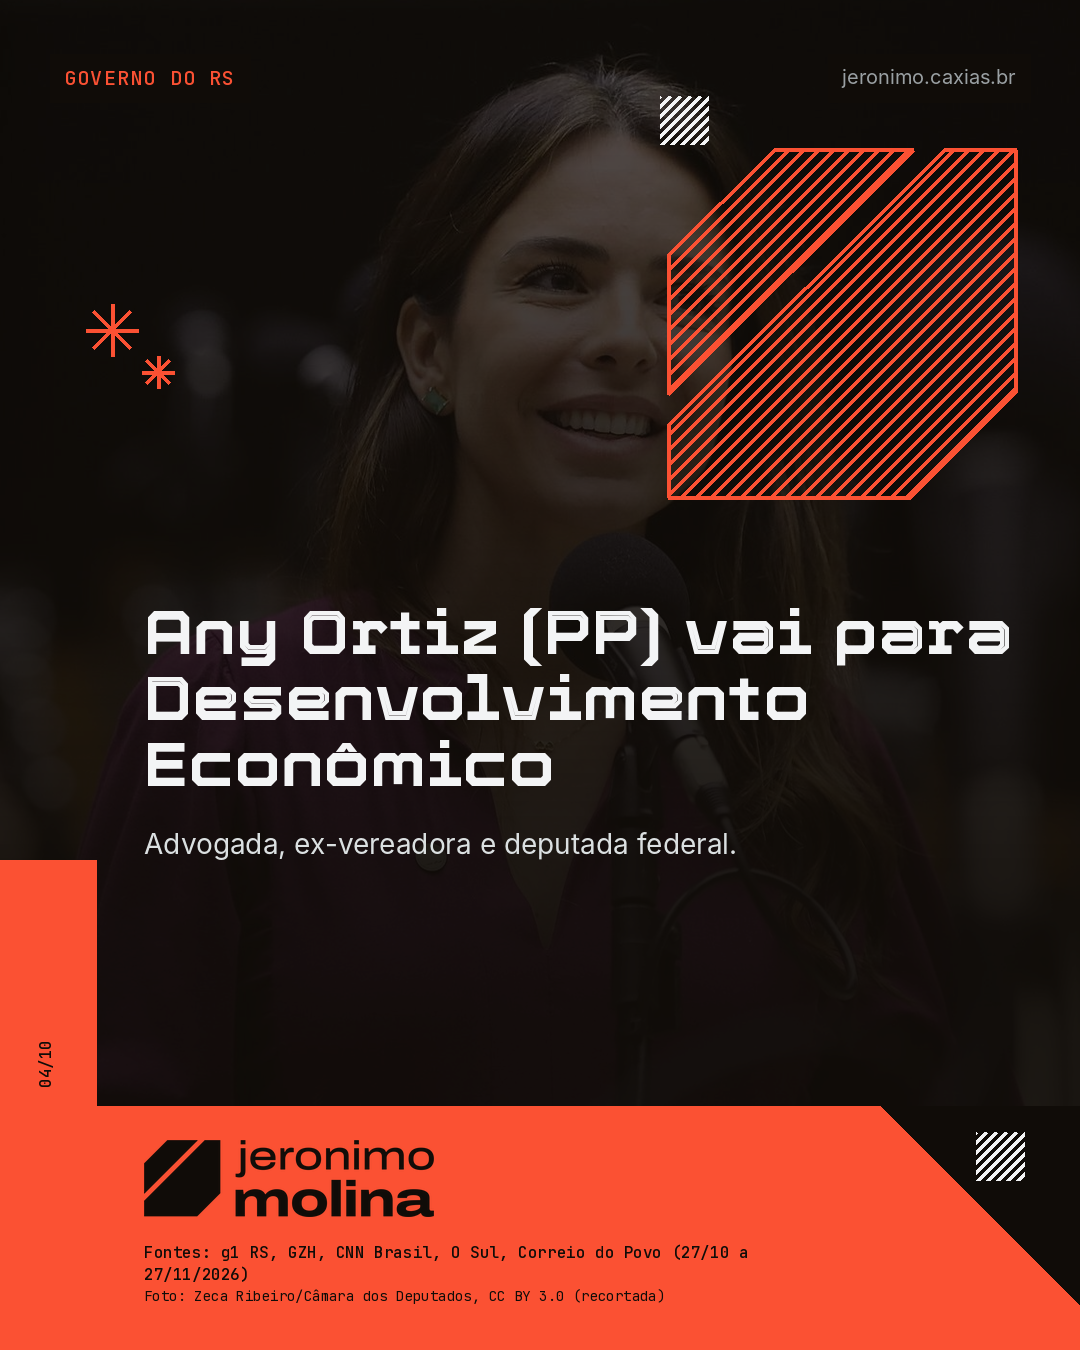 GOVERNO DO RS
jeronimo.caxias.br
Any Ortiz (PP) vai para
Desenvolvimento
Econômico
Advogada, ex-vereadora e deputada federal.
04/10
jeronimo
molina
Fontes: g1 RS, GZH, CNN Brasil, O Sul, Correio do Povo (27/10 a
27/11/2026)
Foto: Zeca Ribeiro/Câmara dos Deputados, CC BY 3.0 (recortada)